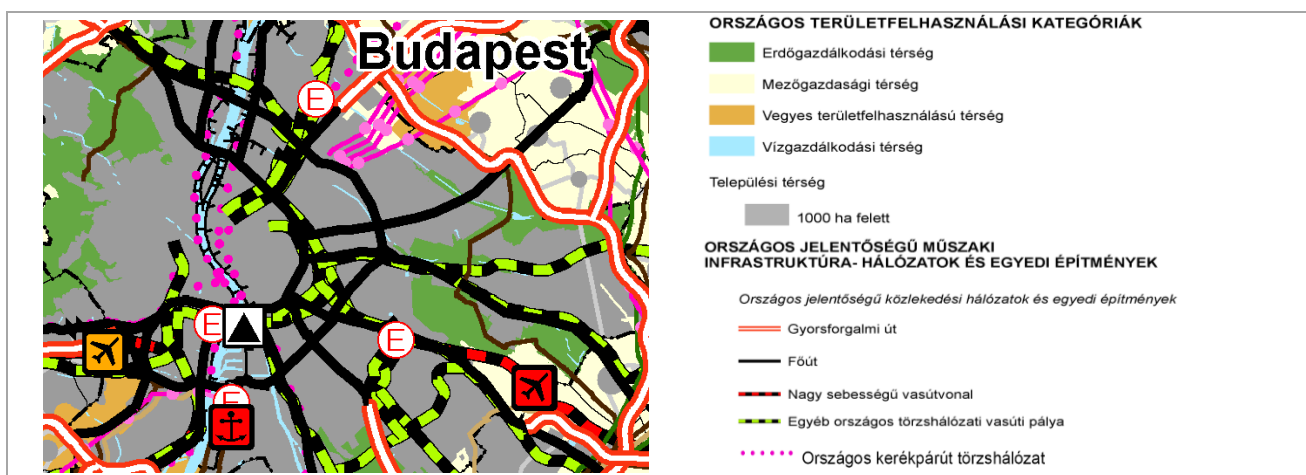 Budapest
E
E
E
E
ORSZÁGOS TERÜLETFELHASZNÁLÁSI KATEGÓRIÁK
Erdőgazdálkodási térség
Mezőgazdasági térség
Vegyes területfelhasználású térség
Vízgazdálkodási térség
Települési térség
1000 ha felett
ORSZÁGOS JELENTŐSÉGŰ MŰSZAKI
INFRASTRUKTÚRA- HÁLÓZATOK ÉS EGYEDI ÉPÍTMÉNYEK
Országos jelentőségű közlekedési hálózatok és egyedi építmények
Gyorsforgalmi út
Főút
Nagy sebességű vasútvonal
Egyéb országos törzshálózati vasúti pálya
Országos kerékpárút törzshálózat